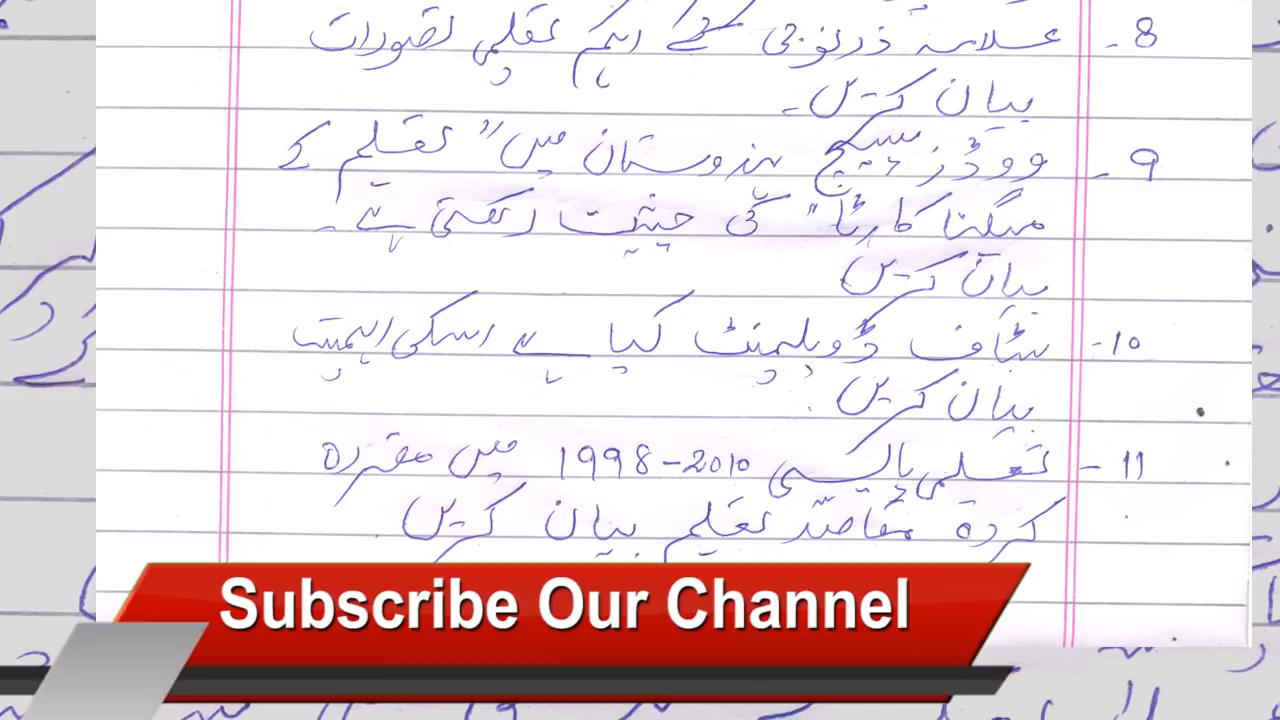 8- علامہ زرنوجی کے اہم تعلیمی تصورات
بیان کریں۔
9- ووڈز ڈسپیچ ہندوستان میں "تعلیم کے
میگنا کارٹا" کی حیثیت رکھتی ہے۔
بیان کریں
10- سٹاف ڈویلپمنٹ کیا ہے اسکی اہمیت
بیان کریں۔
11- تعلیمی پالیسی 1998-2010 میں مقررہ
کردہ مقاصد تعلیم بیان کریں
Subscribe Our Channel